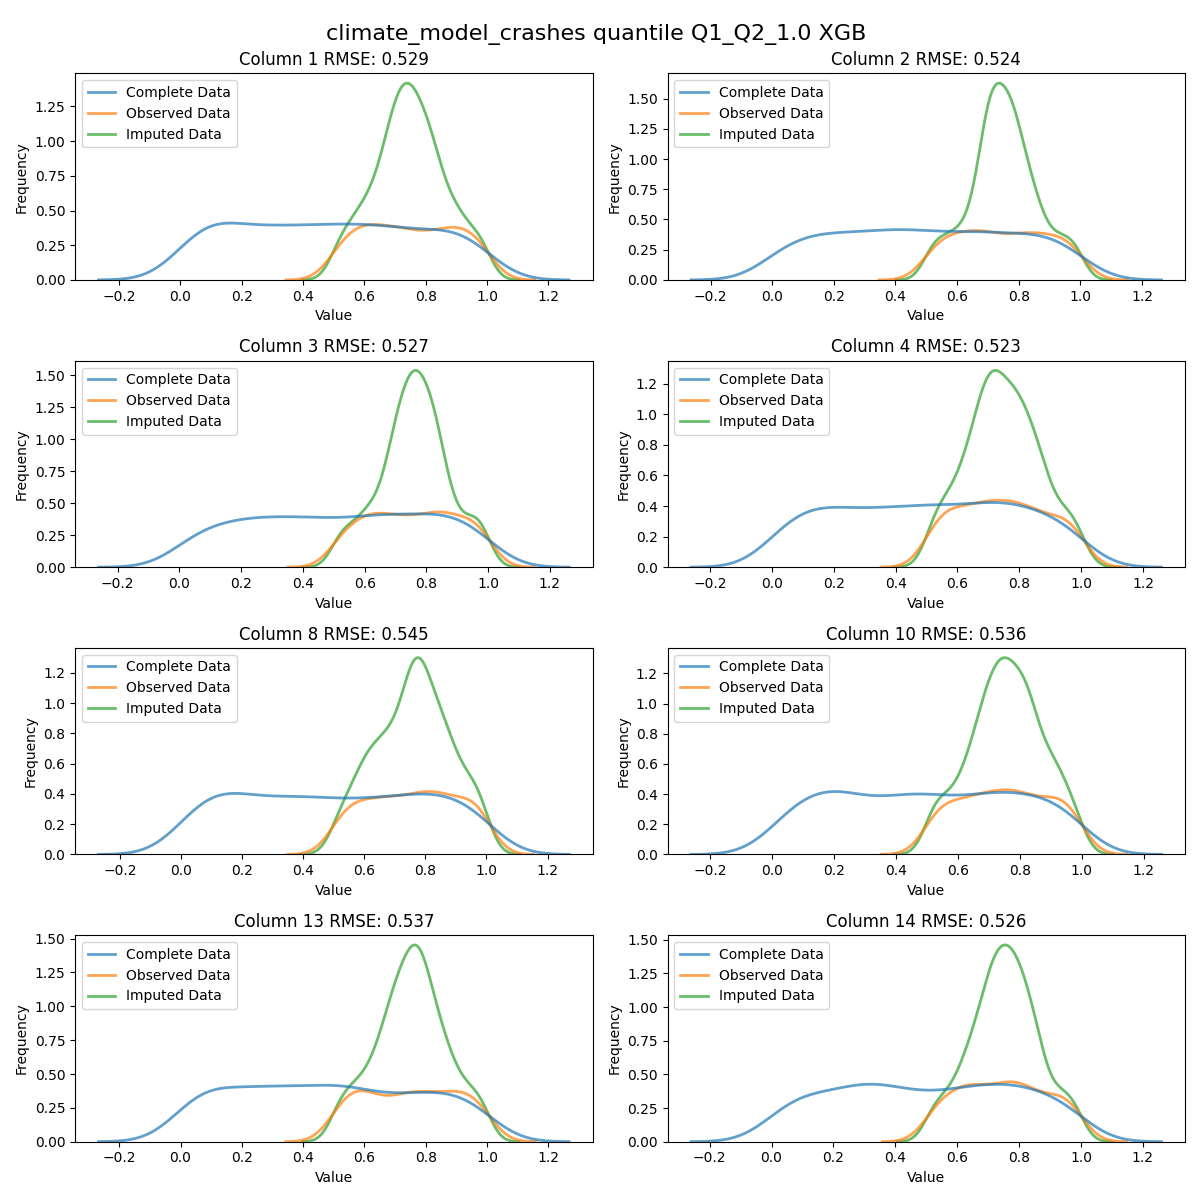 climate_model_crashes quantile Q1_Q2_1.0 XGB
Column 1 RMSE: 0.529
Complete Data
Observed Data
Imputed Data
Frequency
1.25
1.00
0.75
0.50
0.25
0.00
−0.2 0.0 0.2 0.4 0.6 0.8 1.0 1.2
Value
Column 2 RMSE: 0.524
Complete Data
Observed Data
Imputed Data
Frequency
1.50
1.25
1.00
0.75
0.50
0.25
0.00
−0.2 0.0 0.2 0.4 0.6 0.8 1.0 1.2
Value
Column 3 RMSE: 0.527
Complete Data
Observed Data
Imputed Data
Frequency
1.50
1.25
1.00
0.75
0.50
0.25
0.00
−0.2 0.0 0.2 0.4 0.6 0.8 1.0 1.2
Value
Column 4 RMSE: 0.523
Complete Data
Observed Data
Imputed Data
Frequency
1.2
1.0
0.8
0.6
0.4
0.2
0.0
−0.2 0.0 0.2 0.4 0.6 0.8 1.0 1.2
Value
Column 8 RMSE: 0.545
Complete Data
Observed Data
Imputed Data
Frequency
1.2
1.0
0.8
0.6
0.4
0.2
0.0
−0.2 0.0 0.2 0.4 0.6 0.8 1.0 1.2
Value
Column 10 RMSE: 0.536
Complete Data
Observed Data
Imputed Data
Frequency
1.2
1.0
0.8
0.6
0.4
0.2
0.0
−0.2 0.0 0.2 0.4 0.6 0.8 1.0 1.2
Value
Column 13 RMSE: 0.537
Complete Data
Observed Data
Imputed Data
Frequency
1.50
1.25
1.00
0.75
0.50
0.25
0.00
−0.2 0.0 0.2 0.4 0.6 0.8 1.0 1.2
Value
Column 14 RMSE: 0.526
Complete Data
Observed Data
Imputed Data
Frequency
1.50
1.25
1.00
0.75
0.50
0.25
0.00
−0.2 0.0 0.2 0.4 0.6 0.8 1.0 1.2
Value